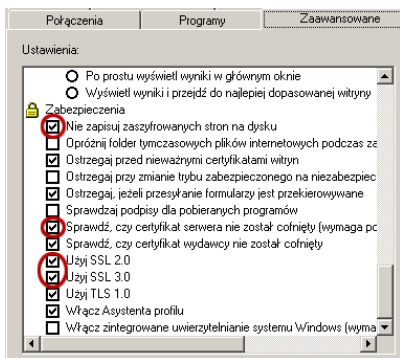 Połączenia Programy Zaawansowane
Ustawienia:
Po prostu wyświetl wyniki w głównym oknie
Wyświetl wyniki i przejdź do najlepiej dopasowanej witryny
Zabezpieczenia
Nie zapisuj zaszyfrowanych stron na dysku
Opróżnij folder tymczasowych plików internetowych podczas za
Ostrzegaj przed nieważnymi certyfikatami witryn
Ostrzegaj przy zmianie trybu zabezpieczonego na niezabezpiec
Ostrzegaj, jeżeli przesyłanie formularzy jest przekierowywane
Sprawdzaj podpisy dla pobieranych programów
Sprawdź, czy certyfikat serwera nie został cofnięty (wymaga po
Sprawdź, czy certyfikat wydawcy nie został cofnięty
Użyj SSL 2.0
Użyj SSL 3.0
Użyj TLS 1.0
Włącz Asystenta profilu
Włącz zintegrowane uwierzytelnianie systemu Windows (wyma